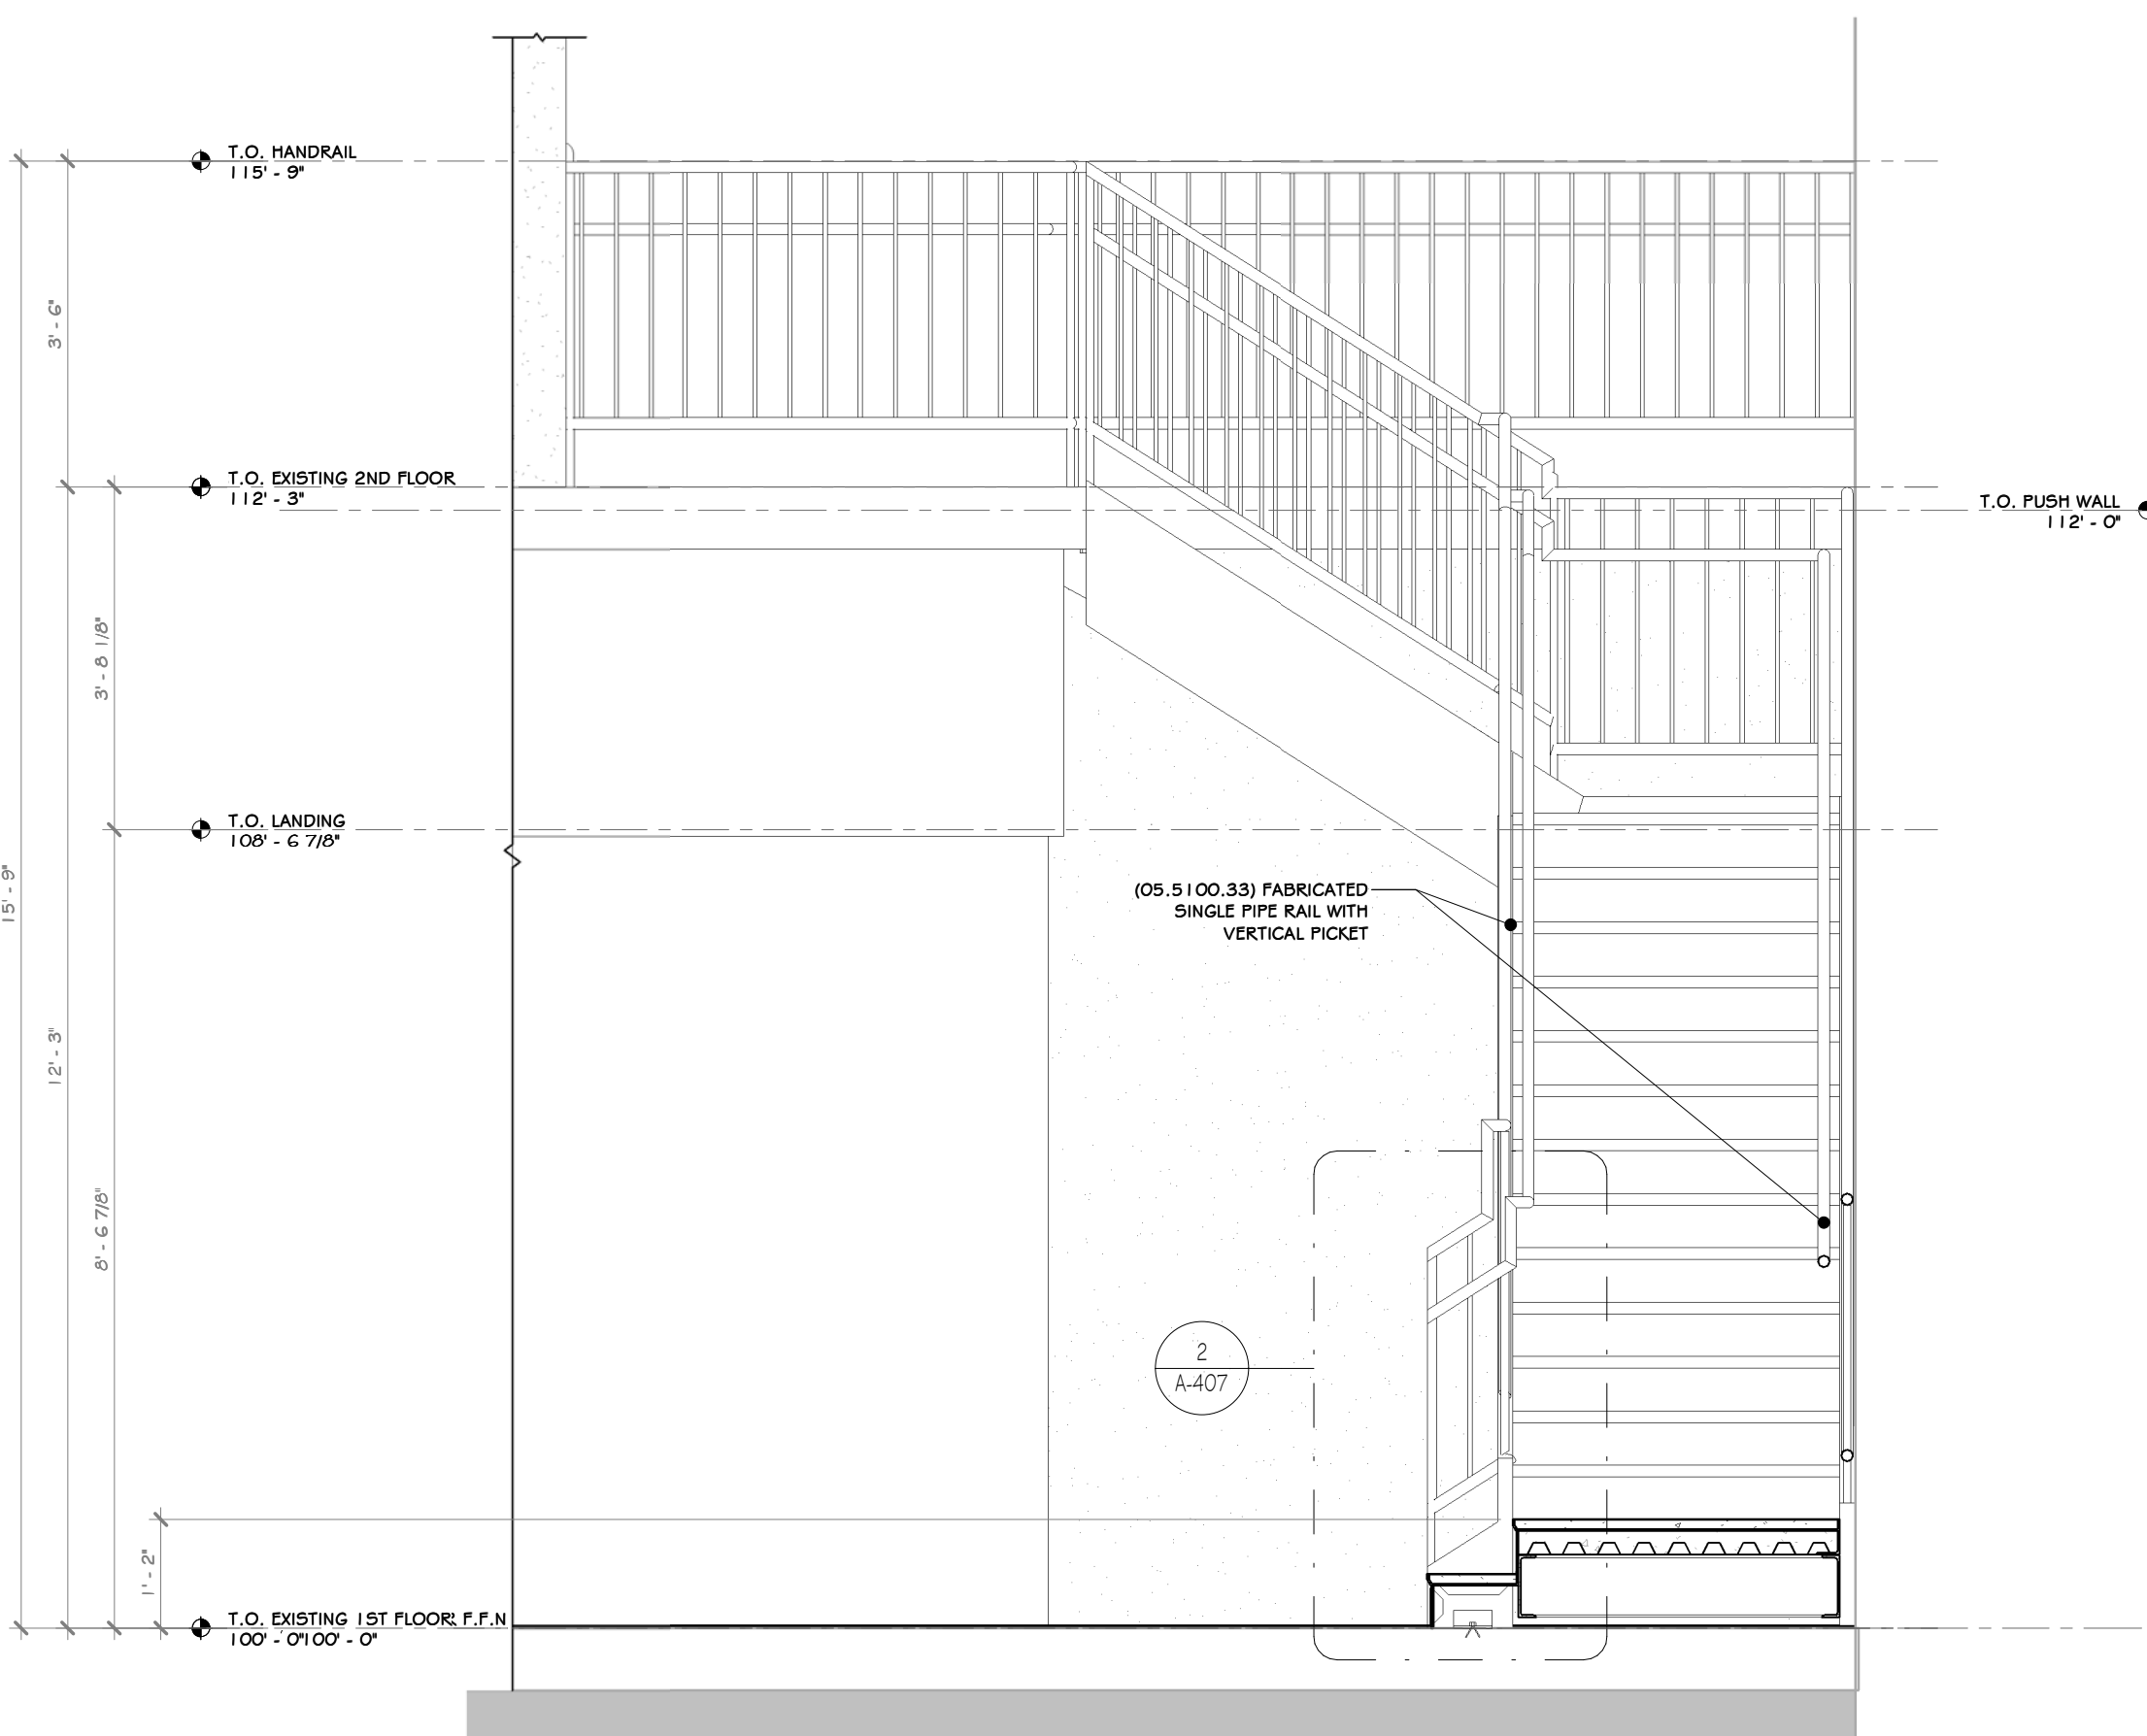 T.O. HANDRAIL
115' - 9"
3' - 6"
T.O. EXISTING 2ND FLOOR
112' - 3"
T.O. PUSH WALL
112' - 0"
3' - 8 1/8"
T.O. LANDING
108' - 6 7/8"
15' - 9"
(05.5100.33) FABRICATED
SINGLE PIPE RAIL WITH
VERTICAL PICKET
12' - 3"
8' - 6 7/8"
2
A-407
1' - 2"
T.O. EXISTING 1ST FLOOR F.F.N
100' - 0"100' - 0"